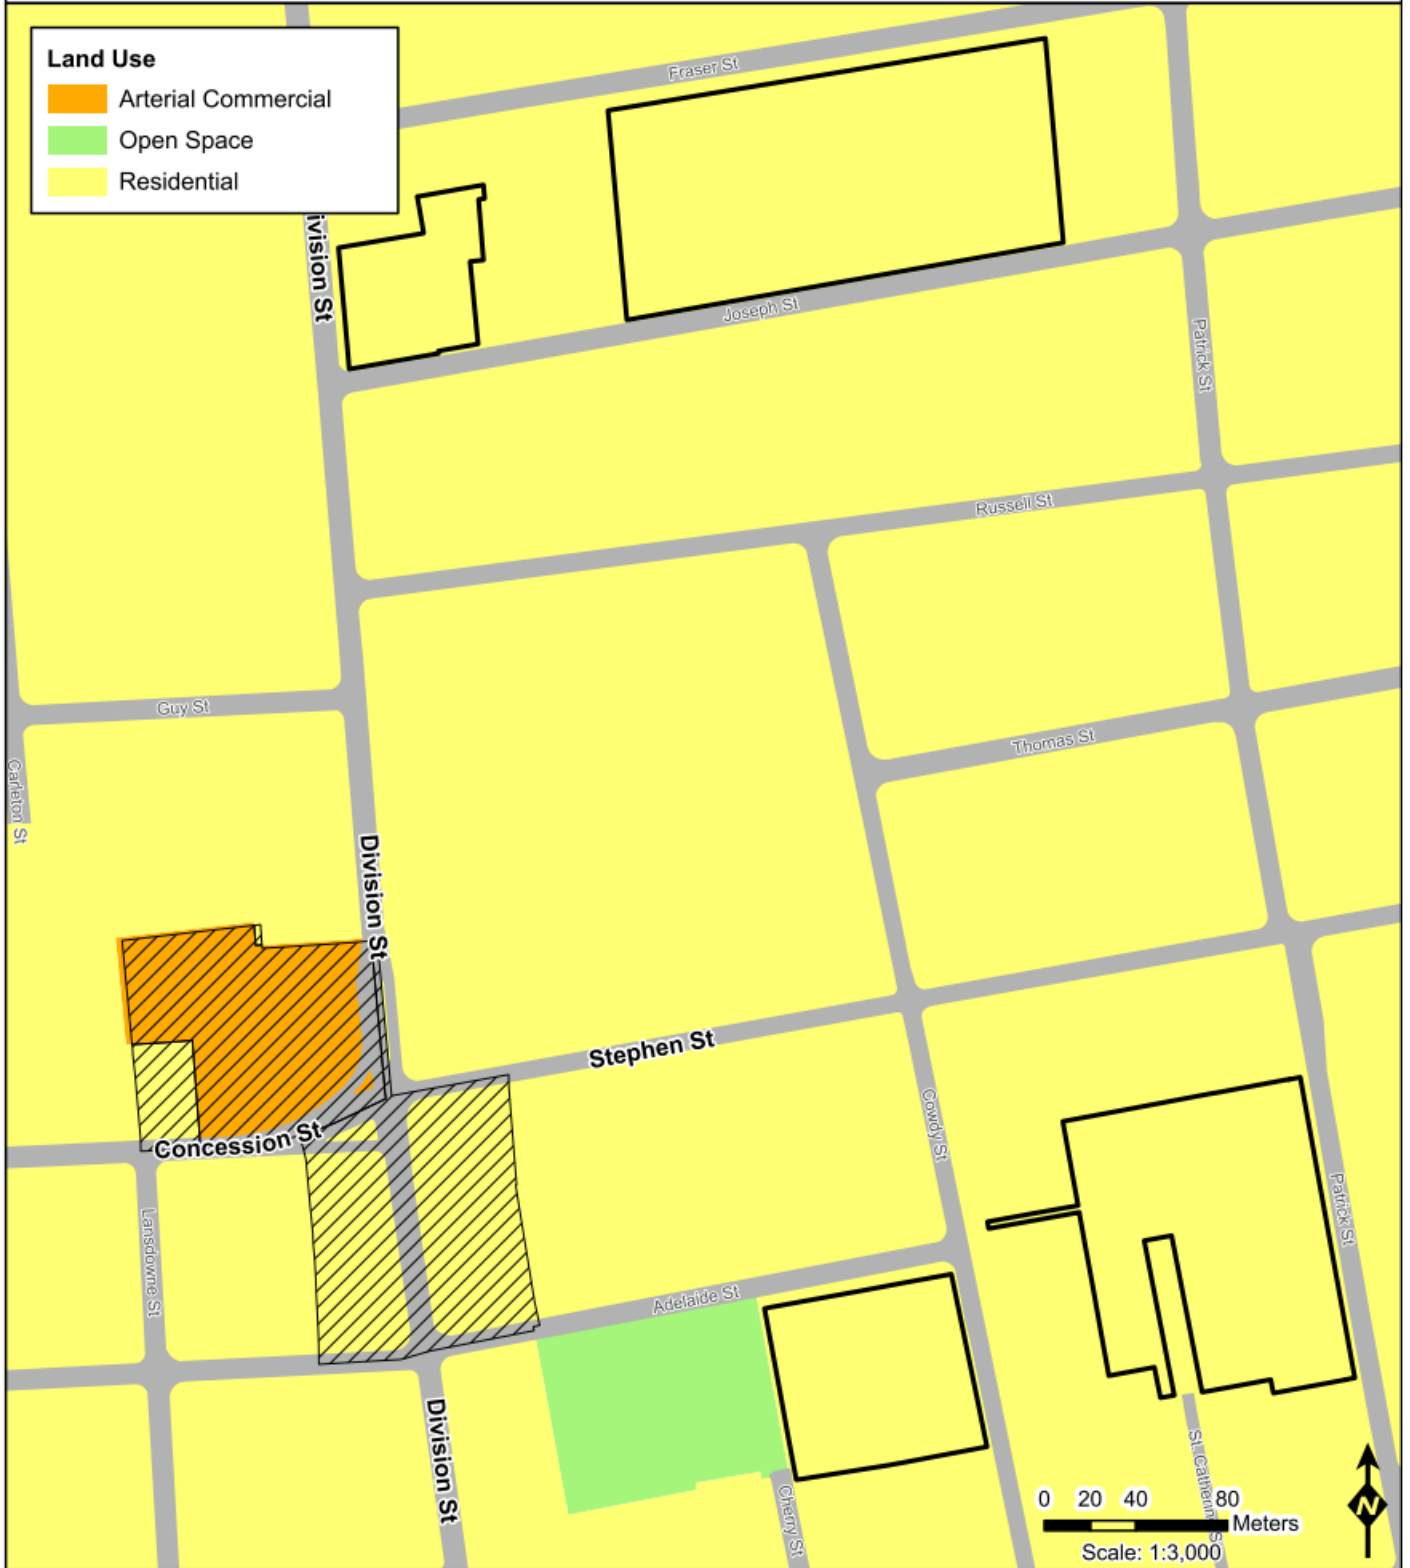 Land Use
Arterial Commercial
Open Space
Residential
Fraser St
ivision St
Joseph St
Patrick St
Russell St
Guy St
Thomas St
Carleton St
Division St
Stephen St
Concession St
Cowdy St
Patrick St
Lansdowne St
Adelaide St
Division St
Cherry St
St. Catherine S
0 20 40 80
Meters
Scale: 1:3,000
N